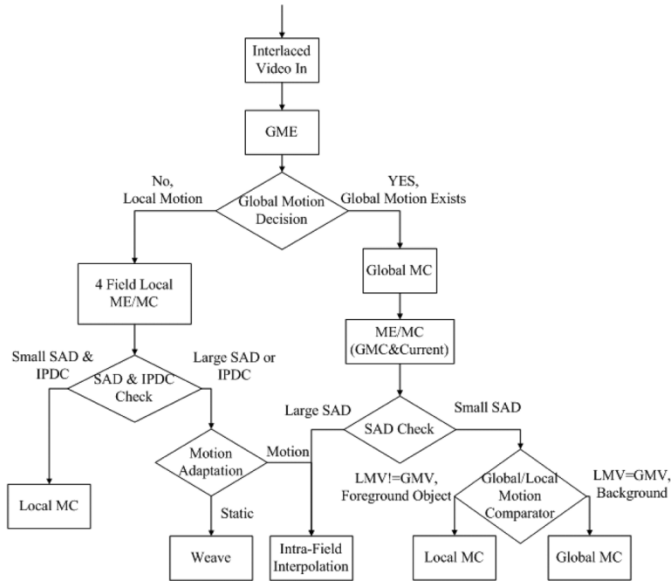 Interlaced
Video In
GME
No,
Local Motion
Global Motion
Decision
YES,
Global Motion Exists
4 Field Local
ME/MC
Global MC
ME/MC
(GMC&Current)
Small SAD &
IPDC
SAD & IPDC
Check
Large SAD or
IPDC
Large SAD
SAD Check
Small SAD
Motion
Adaptation
Motion
LMV!=GMV,
Foreground Object
Global/Local
Motion
Comparator
LMV=GMV,
Background
Local MC
Static
Weave
Intra-Field
Interpolation
Local MC
Global MC